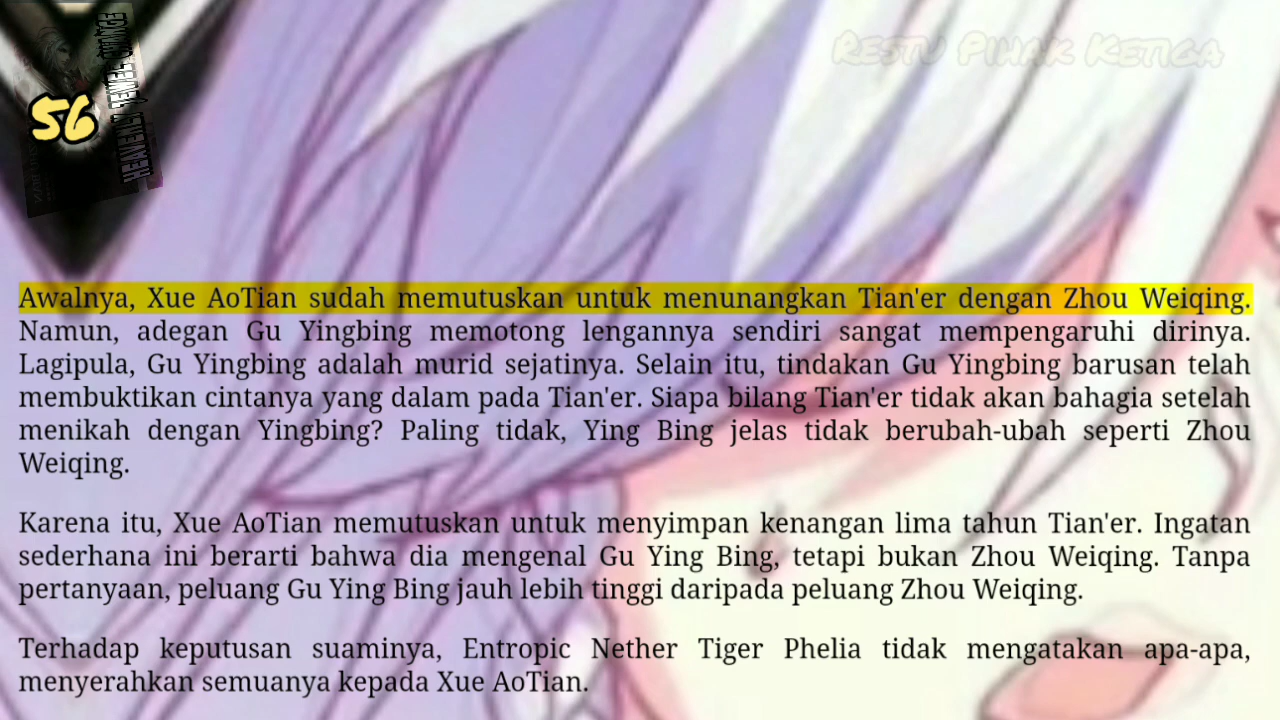 Restu Pihak Ketiga
56
HEAVENLY JEWEL CHANGE
Awalnya, Xue AoTian sudah memutuskan untuk menunangkan Tian'er dengan Zhou Weiqing.
Namun, adegan Gu Yingbing memotong lengannya sendiri sangat mempengaruhi dirinya.
Lagipula, Gu Yingbing adalah murid sejatinya. Selain itu, tindakan Gu Yingbing barusan telah
membuktikan cintanya yang dalam pada Tian'er. Siapa bilang Tian'er tidak akan bahagia setelah
menikah dengan Yingbing? Paling tidak, Ying Bing jelas tidak berubah-ubah seperti Zhou
Weiqing.
Karena itu, Xue AoTian memutuskan untuk menyimpan kenangan lima tahun Tian'er. Ingatan
sederhana ini berarti bahwa dia mengenal Gu Ying Bing, tetapi bukan Zhou Weiqing. Tanpa
pertanyaan, peluang Gu Ying Bing jauh lebih tinggi daripada peluang Zhou Weiqing.
Terhadap keputusan suaminya, Entropic Nether Tiger Phelia tidak mengatakan apa-apa,
menyerahkan semuanya kepada Xue AoTian.